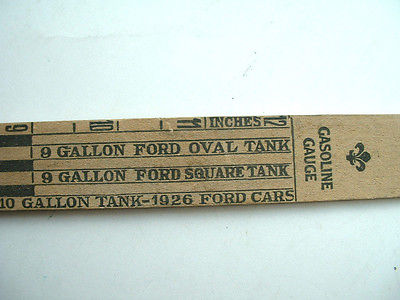 9 10 11 INCHES 12
9 GALLON FORD OVAL TANK
9 GALLON FORD SQUARE TANK
10 GALLON TANK-1926 FORD CARS
GASOLINE
GAUGE